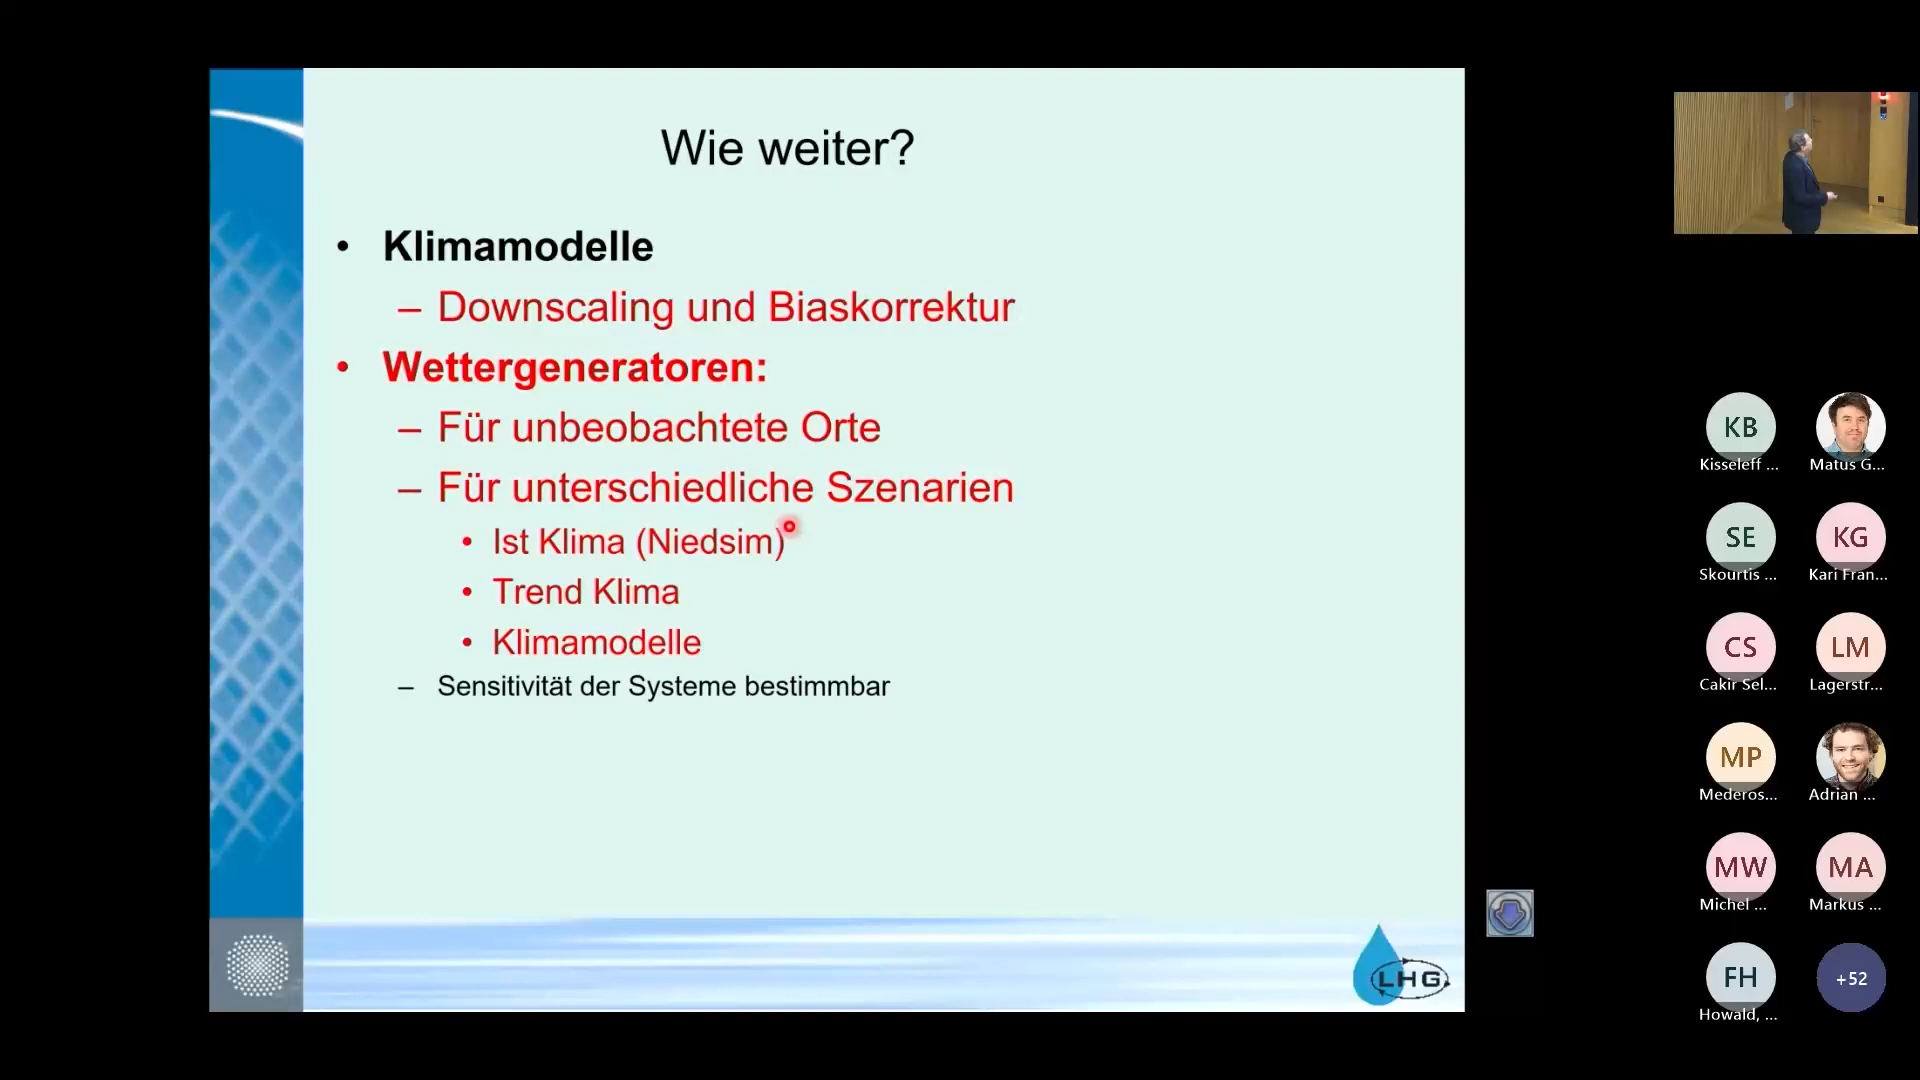 Wie weiter?
• Klimamodelle
– Downscaling und Biaskorrektur
• Wettergeneratoren:
– Für unbeobachtete Orte
– Für unterschiedliche Szenarien
• Ist Klima (Niedsim)
• Trend Klima
• Klimamodelle
– Sensitivität der Systeme bestimmbar
LHG
KB
Kisseleff ...
Matus G...
SE
Skourtis ...
KG
Kari Fran...
CS
Cakir Sel...
LM
Lagerstr...
MP
Mederos...
Adrian ...
MW
Michel ...
MA
Markus ...
FH
Howald, ...
+52